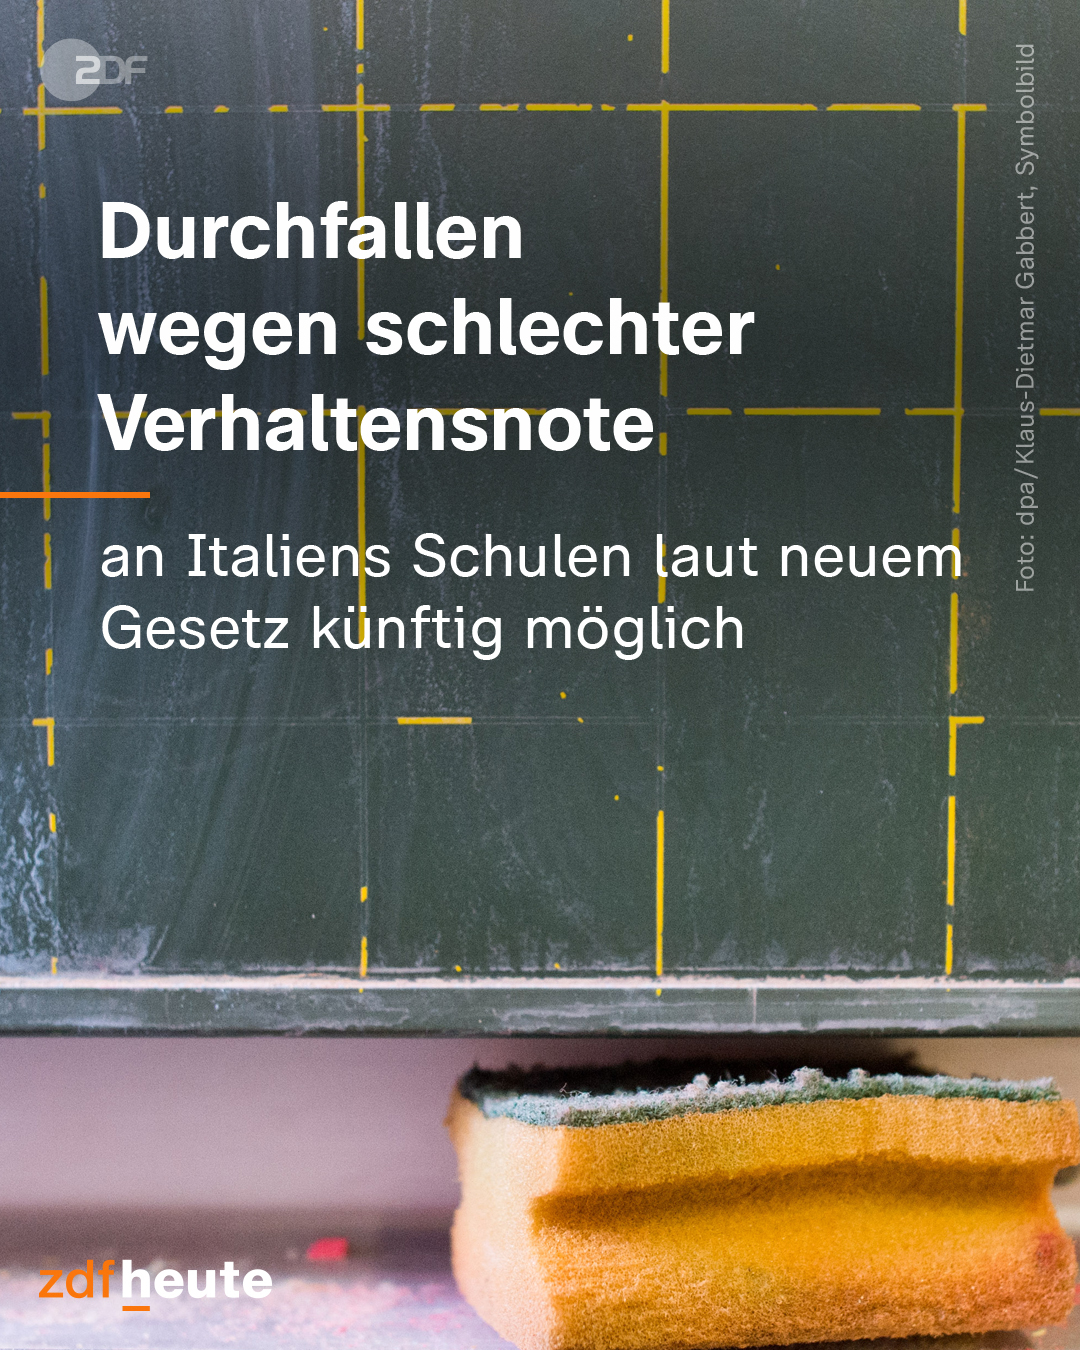 ZDF
Durchfallen
wegen schlechter
Verhaltensnote
an Italiens Schulen laut neuem
Gesetz künftig möglich
Foto: dpa/Klaus-Dietmar Gabbert, Symbolbild
zdfheute